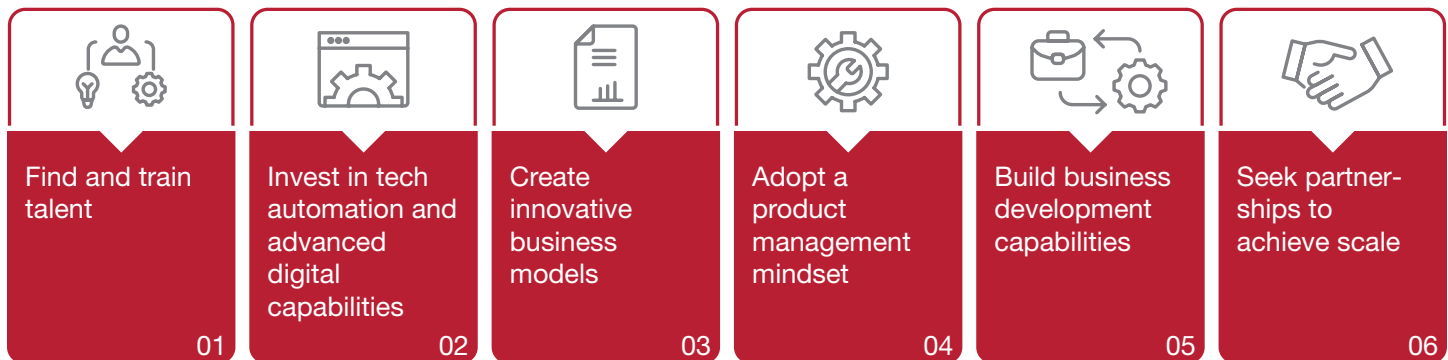 Find and train
talent
01
Invest in tech
automation and
advanced
digital
capabilities
02
Create
innovative
business
models
03
Adopt a
product
management
mindset
04
Build business
development
capabilities
05
Seek partner-
ships to
achieve scale
06